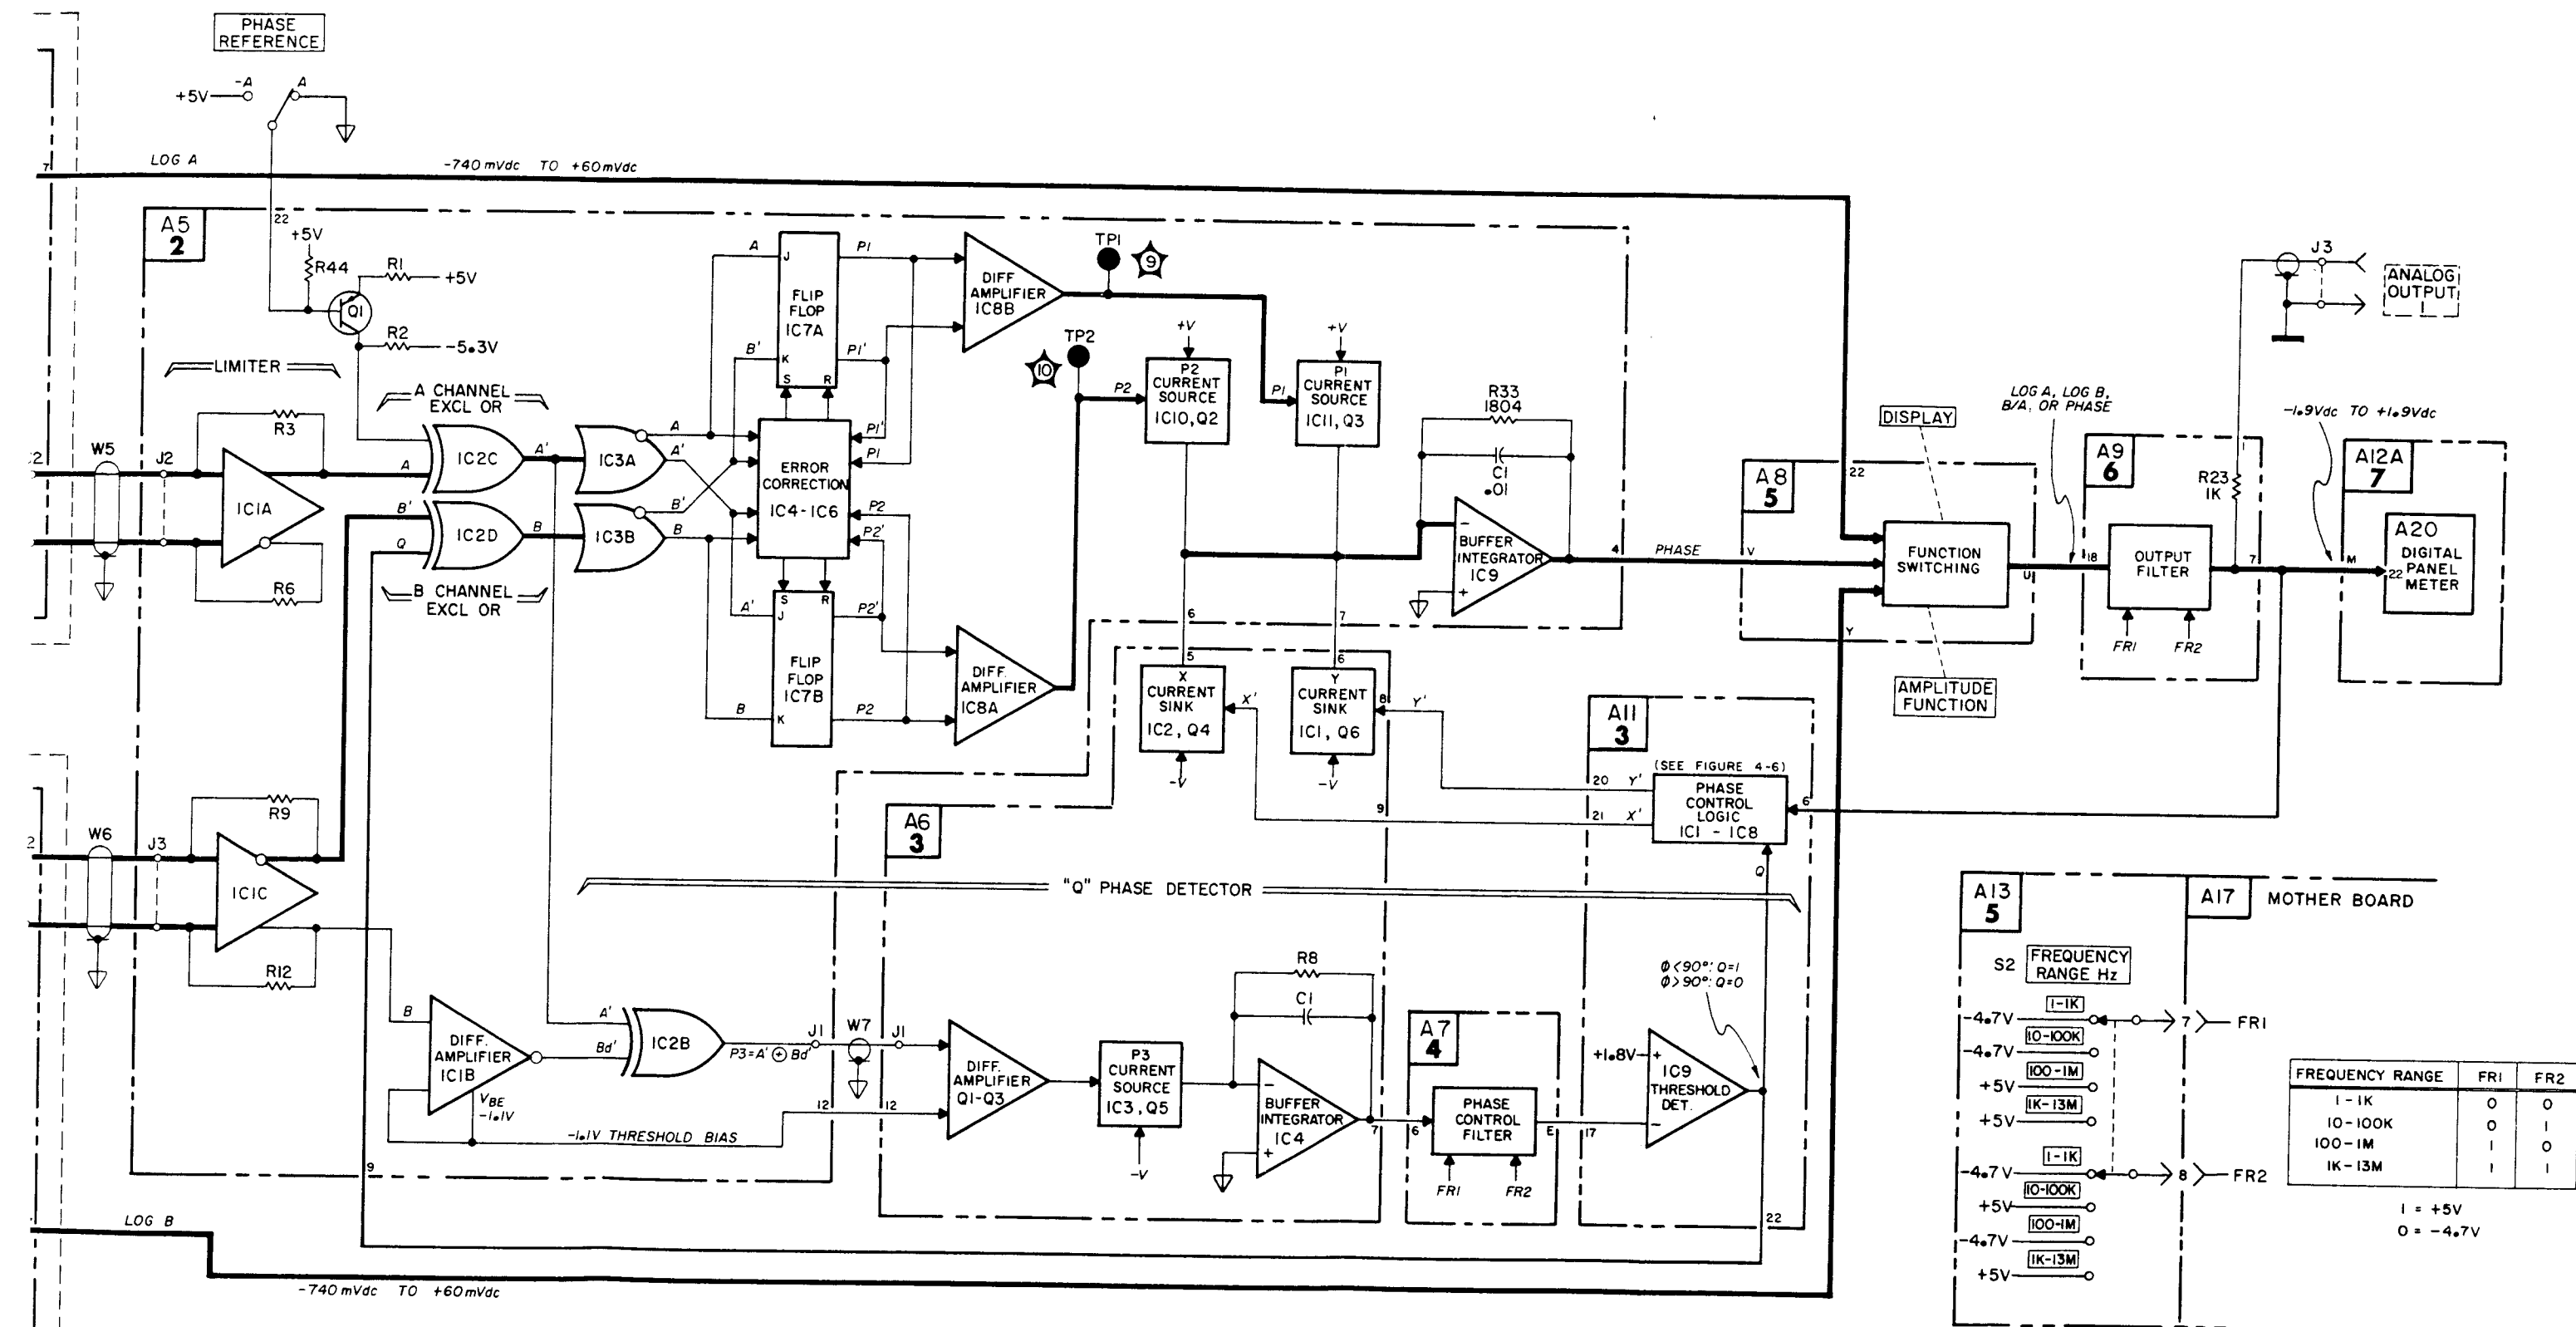 PHASE
REFERENCE
-A
A
+5V
7
LOG A
-740 mVdc TO +60mVdc
22
A5
2
+5V
R44
R1
+5V
Q1
R2
-5.3V
LIMITER
A CHANNEL
EXCL OR
W5
J2
R3
IC1A
R6
A
IC2C
A'
IC3A
A
A'
B'
Q
IC2D
B
IC3B
B'
B
B CHANNEL
EXCL OR
A
J
FLIP
FLOP
IC7A
P1
B'
K
P1'
S
R
ERROR
CORRECTION
IC4-IC6
P1'
P1
P2
P2'
S
R
A'
J
FLIP
FLOP
IC7B
P2'
B
K
P2
DIFF
AMPLIFIER
IC8B
TP1
9
TP2
10
DIFF.
AMPLIFIER
IC8A
P2
+V
P2
CURRENT
SOURCE
IC10, Q2
P1
+V
P1
CURRENT
SOURCE
IC11, Q3
R33
1804
C1
.01
-
BUFFER
INTEGRATOR
IC9
+
4
PHASE
V
6
7
5
6
X
CURRENT
SINK
IC2, Q4
-V
X'
Y
CURRENT
SINK
IC1, Q6
-V
8
Y'
A8
5
22
DISPLAY
FUNCTION
SWITCHING
U
Y
AMPLITUDE
FUNCTION
LOG A, LOG B,
B/A, OR PHASE
A9
6
18
OUTPUT
FILTER
7
FR1
FR2
R23
1K
1
J3
ANALOG
OUTPUT
1
-1.9Vdc TO +1.9Vdc
A12A
7
M
22
A20
DIGITAL
PANEL
METER
A11
3
(SEE FIGURE 4-6)
20 Y'
21 X'
PHASE
CONTROL
LOGIC
IC1 - IC8
6
Q
9
A6
3
"Q" PHASE DETECTOR
2
W6
J3
R9
IC1C
R12
B
DIFF.
AMPLIFIER
IC1B
VBE
-1.1V
A'
Bd'
IC2B
P3=A' ⊕ Bd'
J1
W7
J1
12
12
-1.1V THRESHOLD BIAS
9
DIFF.
AMPLIFIER
Q1-Q3
P3
CURRENT
SOURCE
IC3, Q5
-V
R8
C1
-
BUFFER
INTEGRATOR
IC4
+
7
A7
4
6
PHASE
CONTROL
FILTER
E
FR1
FR2
17
Φ<90°: Q=1
Φ>90°: Q=0
+1.8V
+
IC9
THRESHOLD
DET.
-
22
LOG B
-740 mVdc TO +60mVdc
A13
5
A17
MOTHER BOARD
S2
FREQUENCY
RANGE Hz
1-1K
-4.7V
7
FR1
10-100K
-4.7V
100-1M
+5V
1K-13M
+5V
1-1K
-4.7V
8
FR2
10-100K
+5V
100-1M
-4.7V
1K-13M
+5V
FREQUENCY RANGE FR1 FR2
1-1K 0 0
10-100K 0 1
100-1M 1 0
1K-13M 1 1
1 = +5V
0 = -4.7V